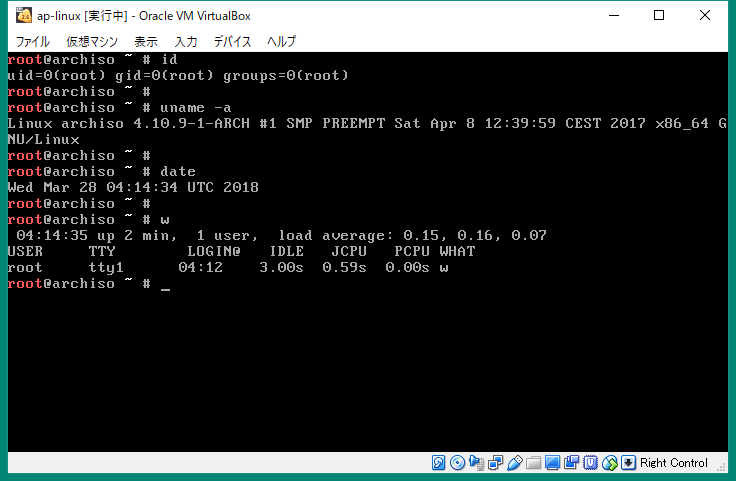 ap-linux [実行中] - Oracle VM VirtualBox
ファイル 仮想マシン 表示 入力 デバイス ヘルプ
root@archiso ~ # id
uid=0(root) gid=0(root) groups=0(root)
root@archiso ~ #
root@archiso ~ # uname -a
Linux archiso 4.10.9-1-ARCH #1 SMP PREEMPT Sat Apr 8 12:39:59 CEST 2017 x86_64 G
NU/Linux
root@archiso ~ #
root@archiso ~ # date
Wed Mar 28 04:14:34 UTC 2018
root@archiso ~ #
root@archiso ~ # w
 04:14:35 up 2 min,  1 user,  load average: 0.15, 0.16, 0.07
USER     TTY        LOGIN@   IDLE   JCPU   PCPU WHAT
root     tty1      04:12    3.00s  0.59s  0.00s w
root@archiso ~ # _
Right Control